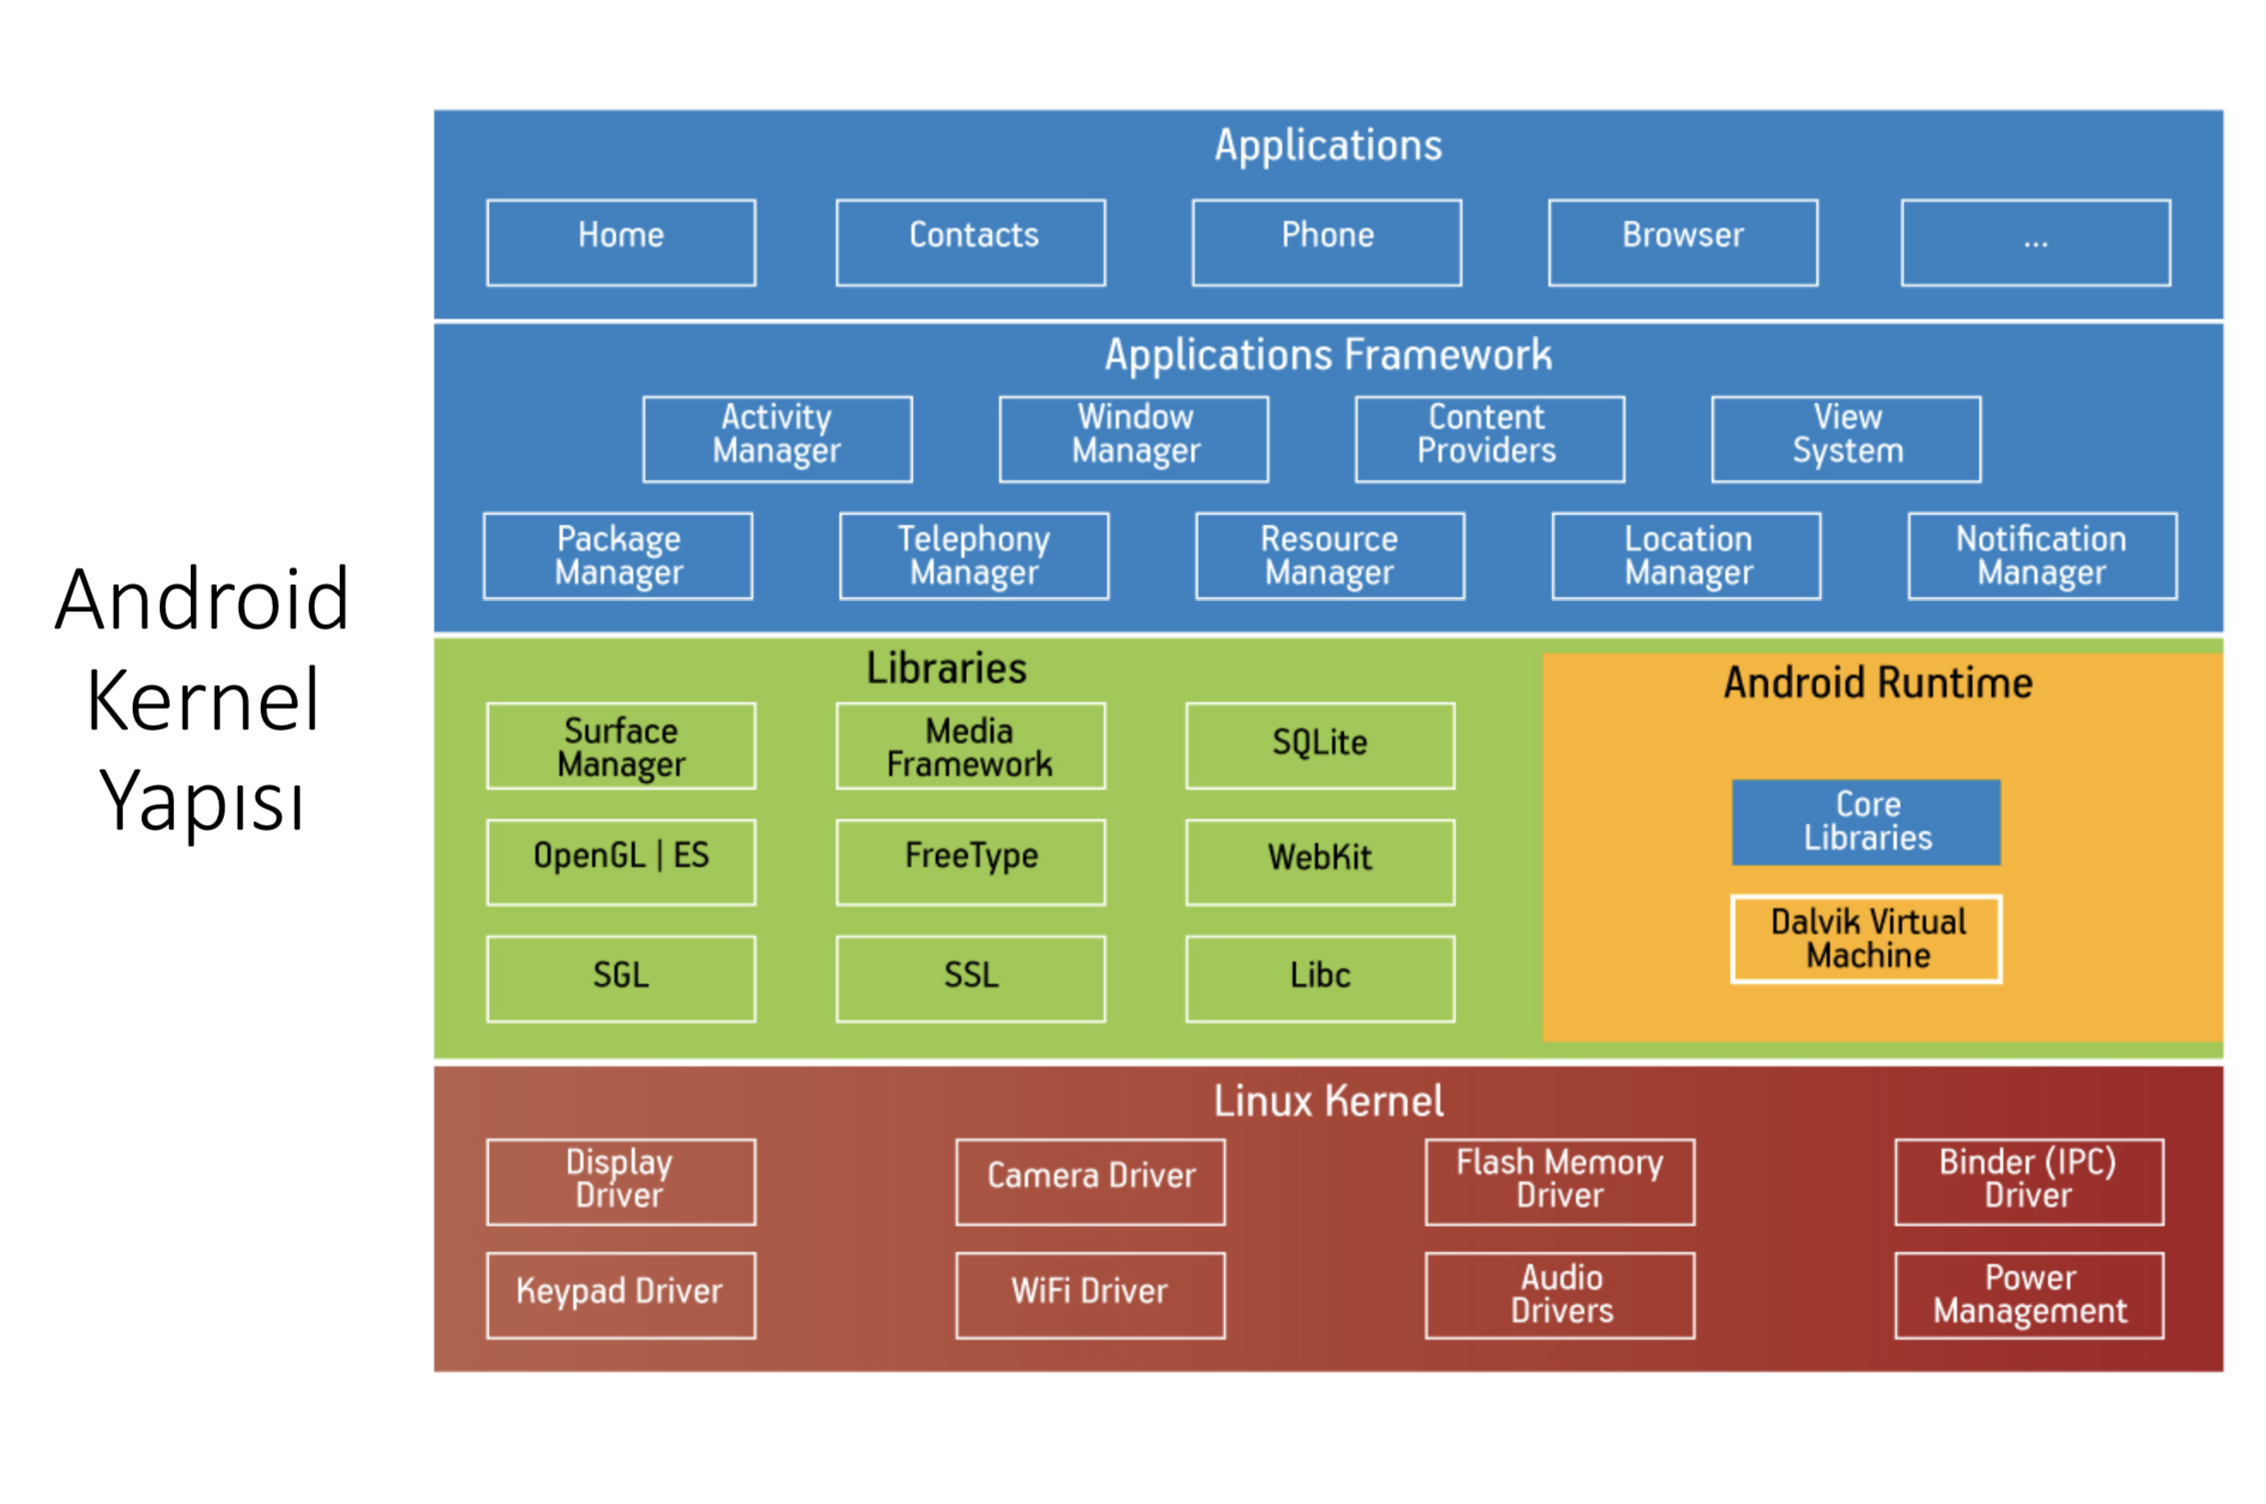 Android
Kernel
Yapısı
Applications
Home
Contacts
Phone
Browser
...
Applications Framework
Activity
Manager
Window
Manager
Content
Providers
View
System
Package
Manager
Telephony
Manager
Resource
Manager
Location
Manager
Notification
Manager
Libraries
Surface
Manager
Media
Framework
SQLite
OpenGL | ES
FreeType
WebKit
SGL
SSL
Libc
Android Runtime
Core
Libraries
Dalvik Virtual
Machine
Linux Kernel
Display
Driver
Camera Driver
Flash Memory
Driver
Binder (IPC)
Driver
Keypad Driver
WiFi Driver
Audio
Drivers
Power
Management